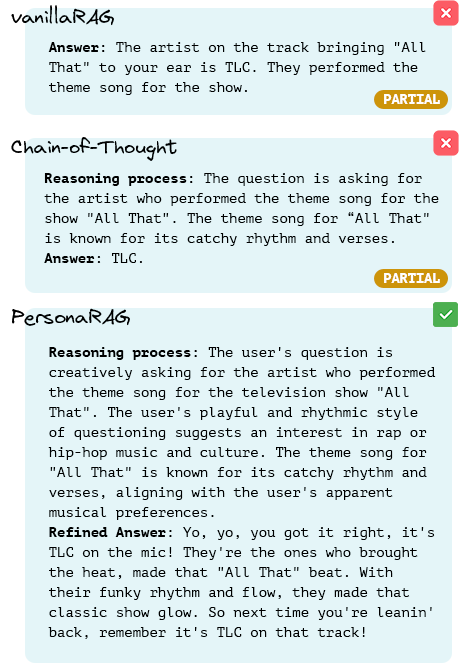 vanillaRAG
Answer: The artist on the track bringing "All
That" to your ear is TLC. They performed the
theme song for the show.
PARTIAL
Chain-of-Thought
Reasoning process: The question is asking for
the artist who performed the theme song for the
show "All That". The theme song for “All That"
is known for its catchy rhythm and verses.
Answer: TLC.
PARTIAL
PersonaRAG
Reasoning process: The user's question is
creatively asking for the artist who performed
the theme song for the television show "All
That". The user's playful and rhythmic style
of questioning suggests an interest in rap or
hip-hop music and culture. The theme song for
"All That" is known for its catchy rhythm and
verses, aligning with the user's apparent
musical preferences.
Refined Answer: Yo, yo, you got it right, it's
TLC on the mic! They're the ones who brought
the heat, made that "All That" beat. With
their funky rhythm and flow, they made that
classic show glow. So next time you're leanin'
back, remember it's TLC on that track!